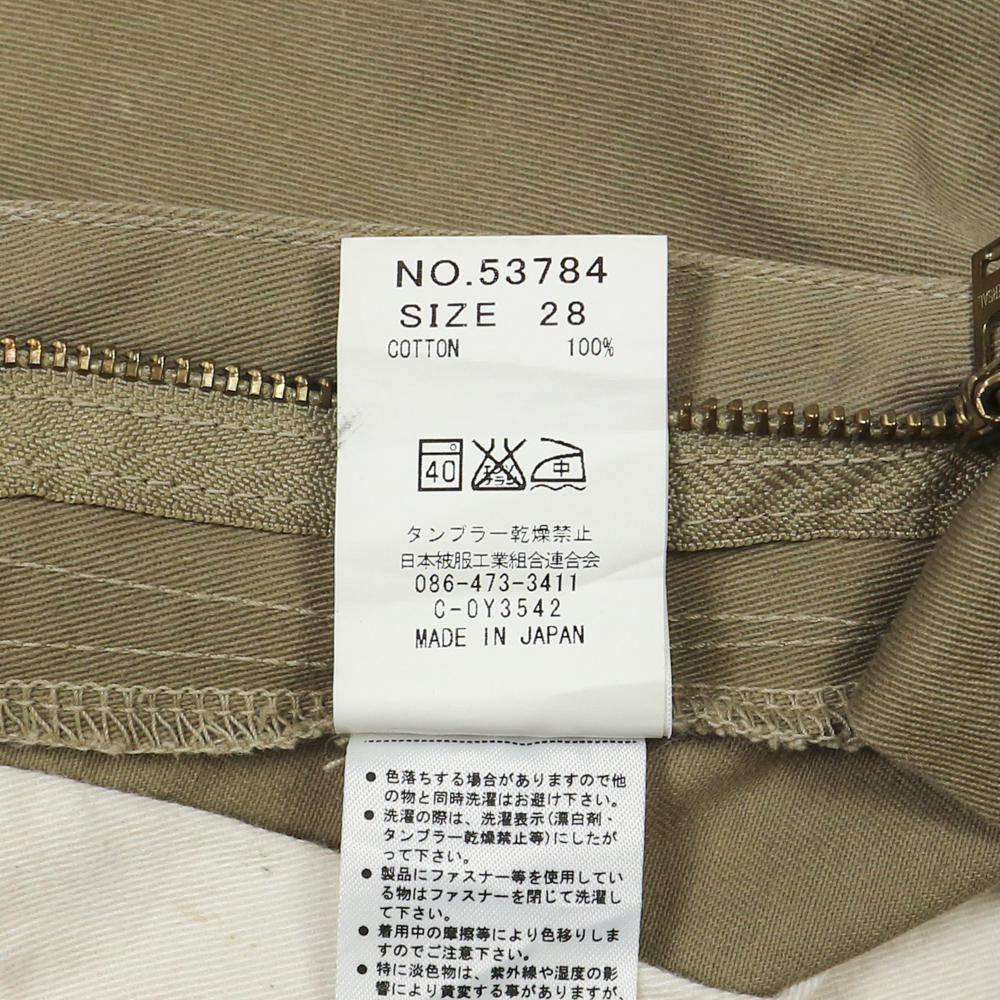 NO.53784
SIZE 28
COTTON 100%
40 エンソサラシ 中
タンブラー乾燥禁止
日本被服工業組合連合会
086-473-3411
C-0Y3542
MADE IN JAPAN
●色落ちする場合がありますので他
の物と同時洗濯はお避け下さい。
●洗濯の際は、洗濯表示(漂白剤・
タンブラー乾燥禁止等)にしたが
って下さい。
●製品にファスナー等を使用してい
る物はファスナーを閉じて洗濯し
て下さい。
●着用中の摩擦等により色移りしま
すのでご注意下さい。
●特に淡色物は、紫外線や湿度の影
響により黄変する事がありますが、